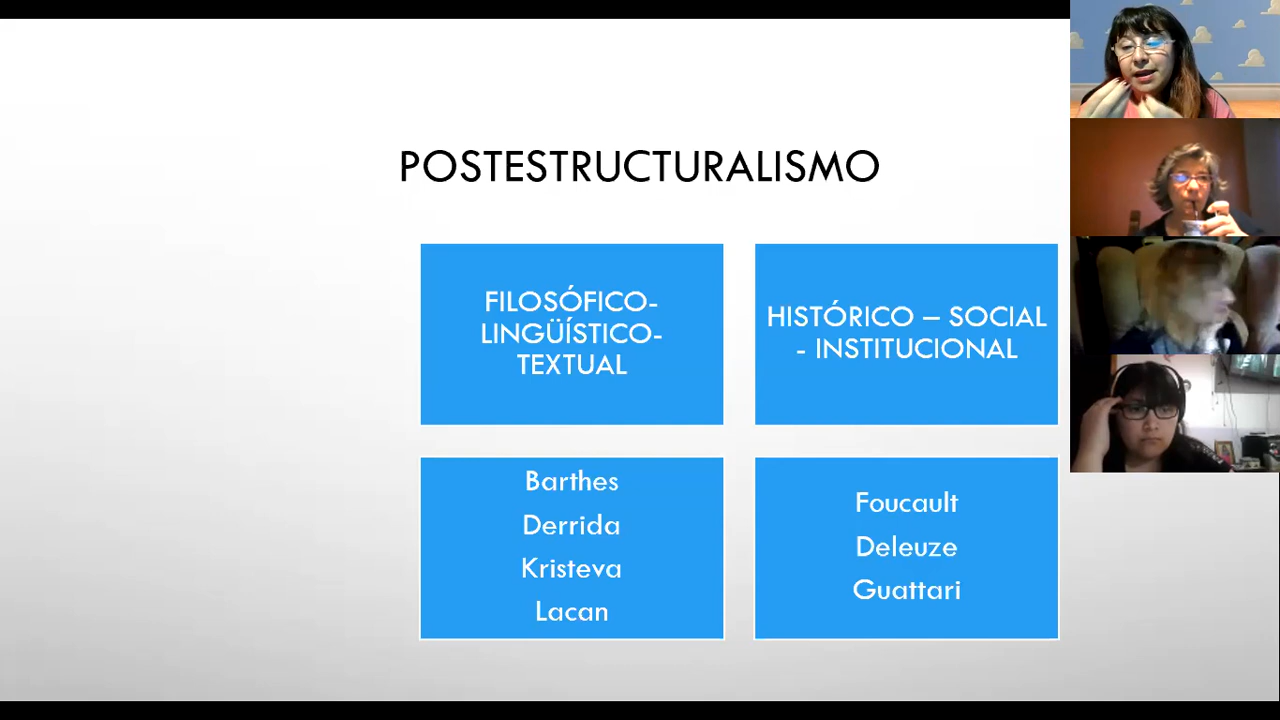 POSTESTRUCTURALISMO
FILOSÓFICO-
LINGÜÍSTICO-
TEXTUAL
HISTÓRICO – SOCIAL
- INSTITUCIONAL
Barthes
Derrida
Kristeva
Lacan
Foucault
Deleuze
Guattari